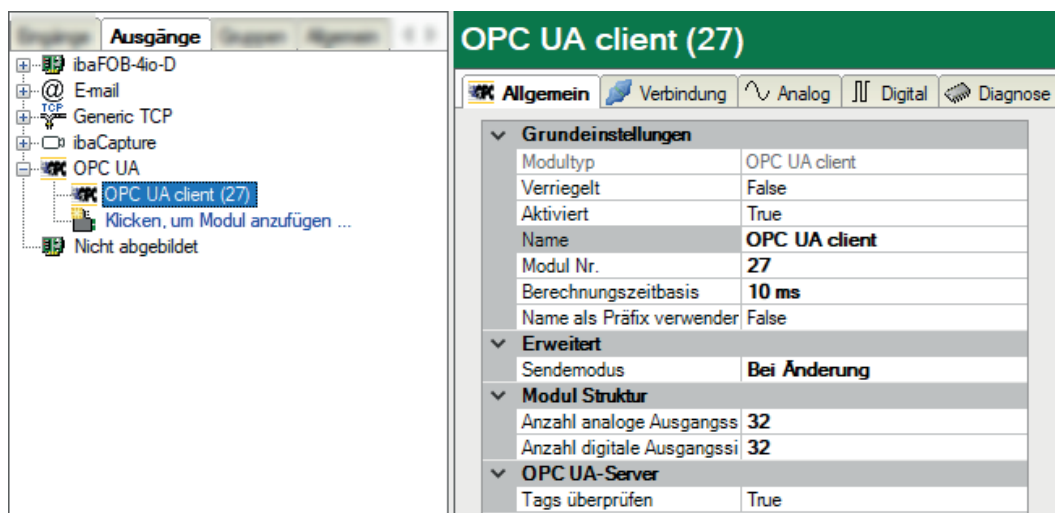 Ausgänge
ibaFOB-4io-D
E-mail
TCP Generic TCP
ibaCapture
OPC OPC UA
OPC OPC UA client (27)
Klicken, um Modul anzufügen ...
Nicht abgebildet
OPC UA client (27)
OPC Allgemein Verbindung Analog Digital Diagnose
Grundeinstellungen
Modultyp OPC UA client
Verriegelt False
Aktiviert True
Name OPC UA client
Modul Nr. 27
Berechnungszeitbasis 10 ms
Name als Präfix verwender False
Erweitert
Sendemodus Bei Änderung
Modul Struktur
Anzahl analoge Ausgangss 32
Anzahl digitale Ausgangssi 32
OPC UA-Server
Tags überprüfen True